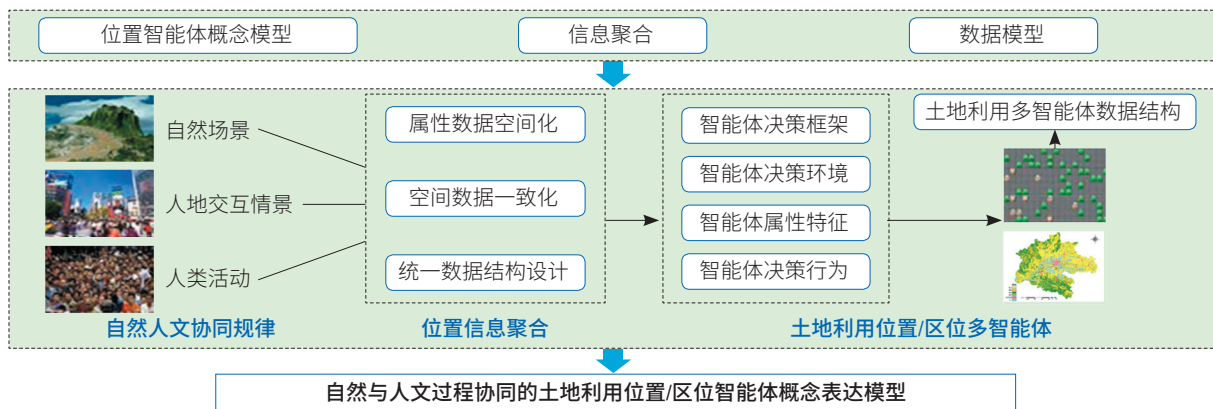 位置智能体概念模型
信息聚合
数据模型
自然场景
人地交互情景
人类活动
自然人文协同规律
属性数据空间化
空间数据一致化
统一数据结构设计
位置信息聚合
智能体决策框架
智能体决策环境
智能体属性特征
智能体决策行为
土地利用多智能体数据结构
土地利用位置/区位多智能体
自然与人文过程协同的土地利用位置/区位智能体概念表达模型